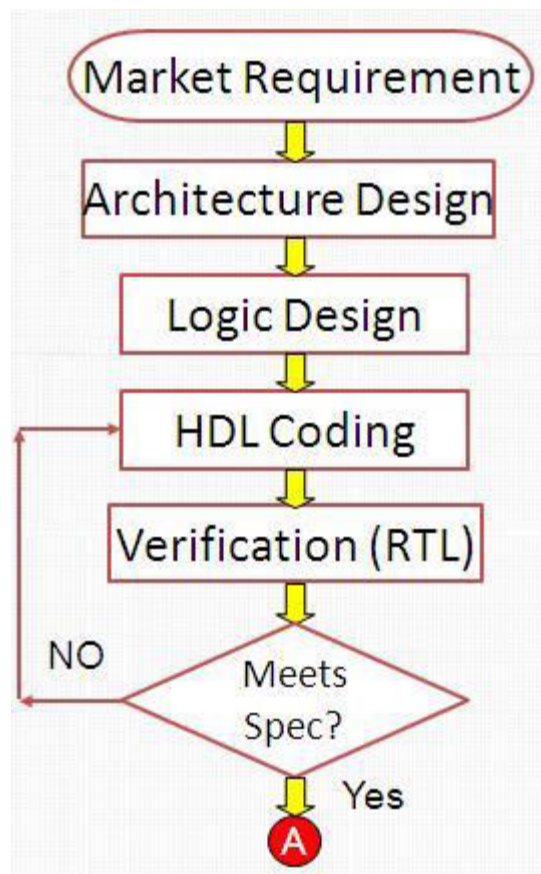 Market Requirement
Architecture Design
Logic Design
HDL Coding
Verification (RTL)
NO
Meets
Spec?
Yes
A